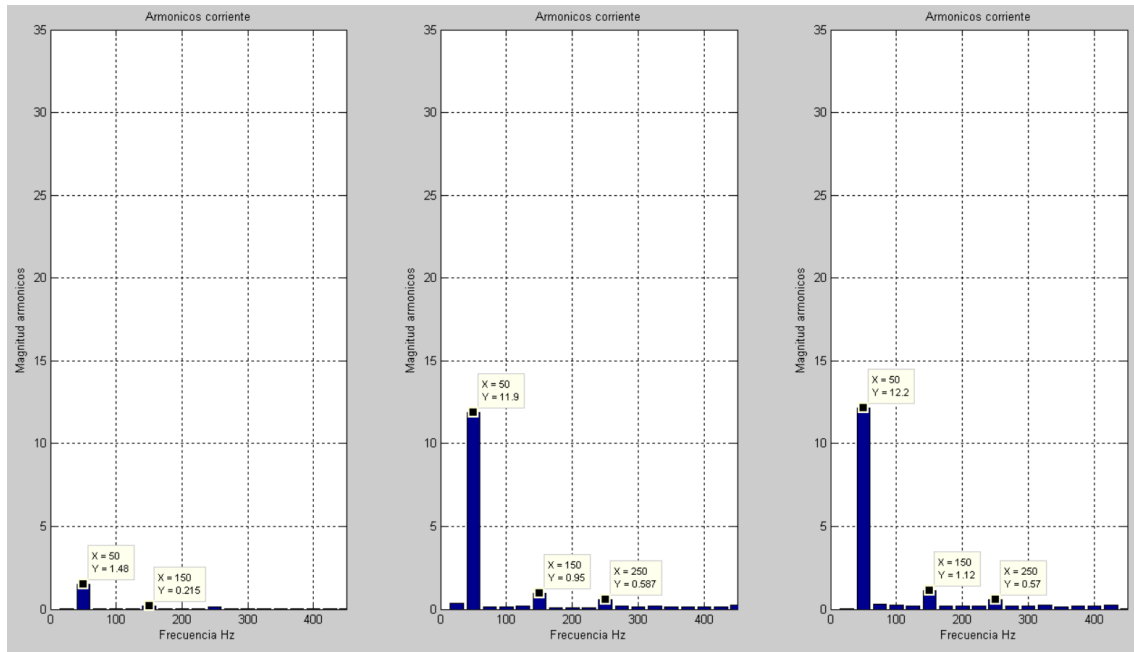 Armonicos corriente
35
30
25
20
15
10
5
0
Magnitud armonicos
X = 50
Y = 1.48
X = 150
Y = 0.215
0
100
200
300
400
Frecuencia Hz
Armonicos corriente
35
30
25
20
15
10
5
0
Magnitud armonicos
X = 50
Y = 11.9
X = 150
Y = 0.95
X = 250
Y = 0.587
0
100
200
300
400
Frecuencia Hz
Armonicos corriente
35
30
25
20
15
10
5
0
Magnitud armonicos
X = 50
Y = 12.2
X = 150
Y = 1.12
X = 250
Y = 0.57
0
100
200
300
400
Frecuencia Hz